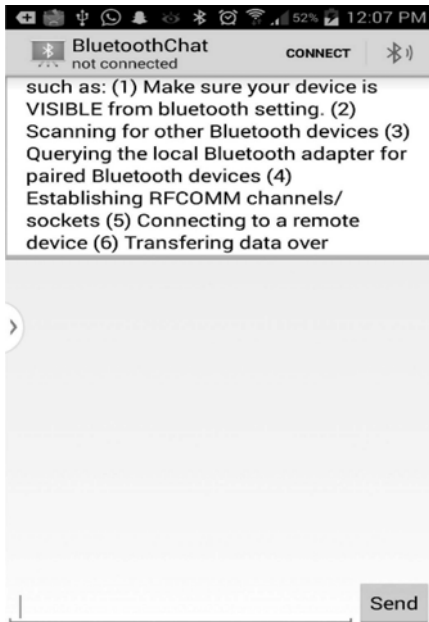 52% 12:07 PM
BluetoothChat
not connected
CONNECT
such as: (1) Make sure your device is
VISIBLE from bluetooth setting. (2)
Scanning for other Bluetooth devices (3)
Querying the local Bluetooth adapter for
paired Bluetooth devices (4)
Establishing RFCOMM channels/
sockets (5) Connecting to a remote
device (6) Transfering data over
Send